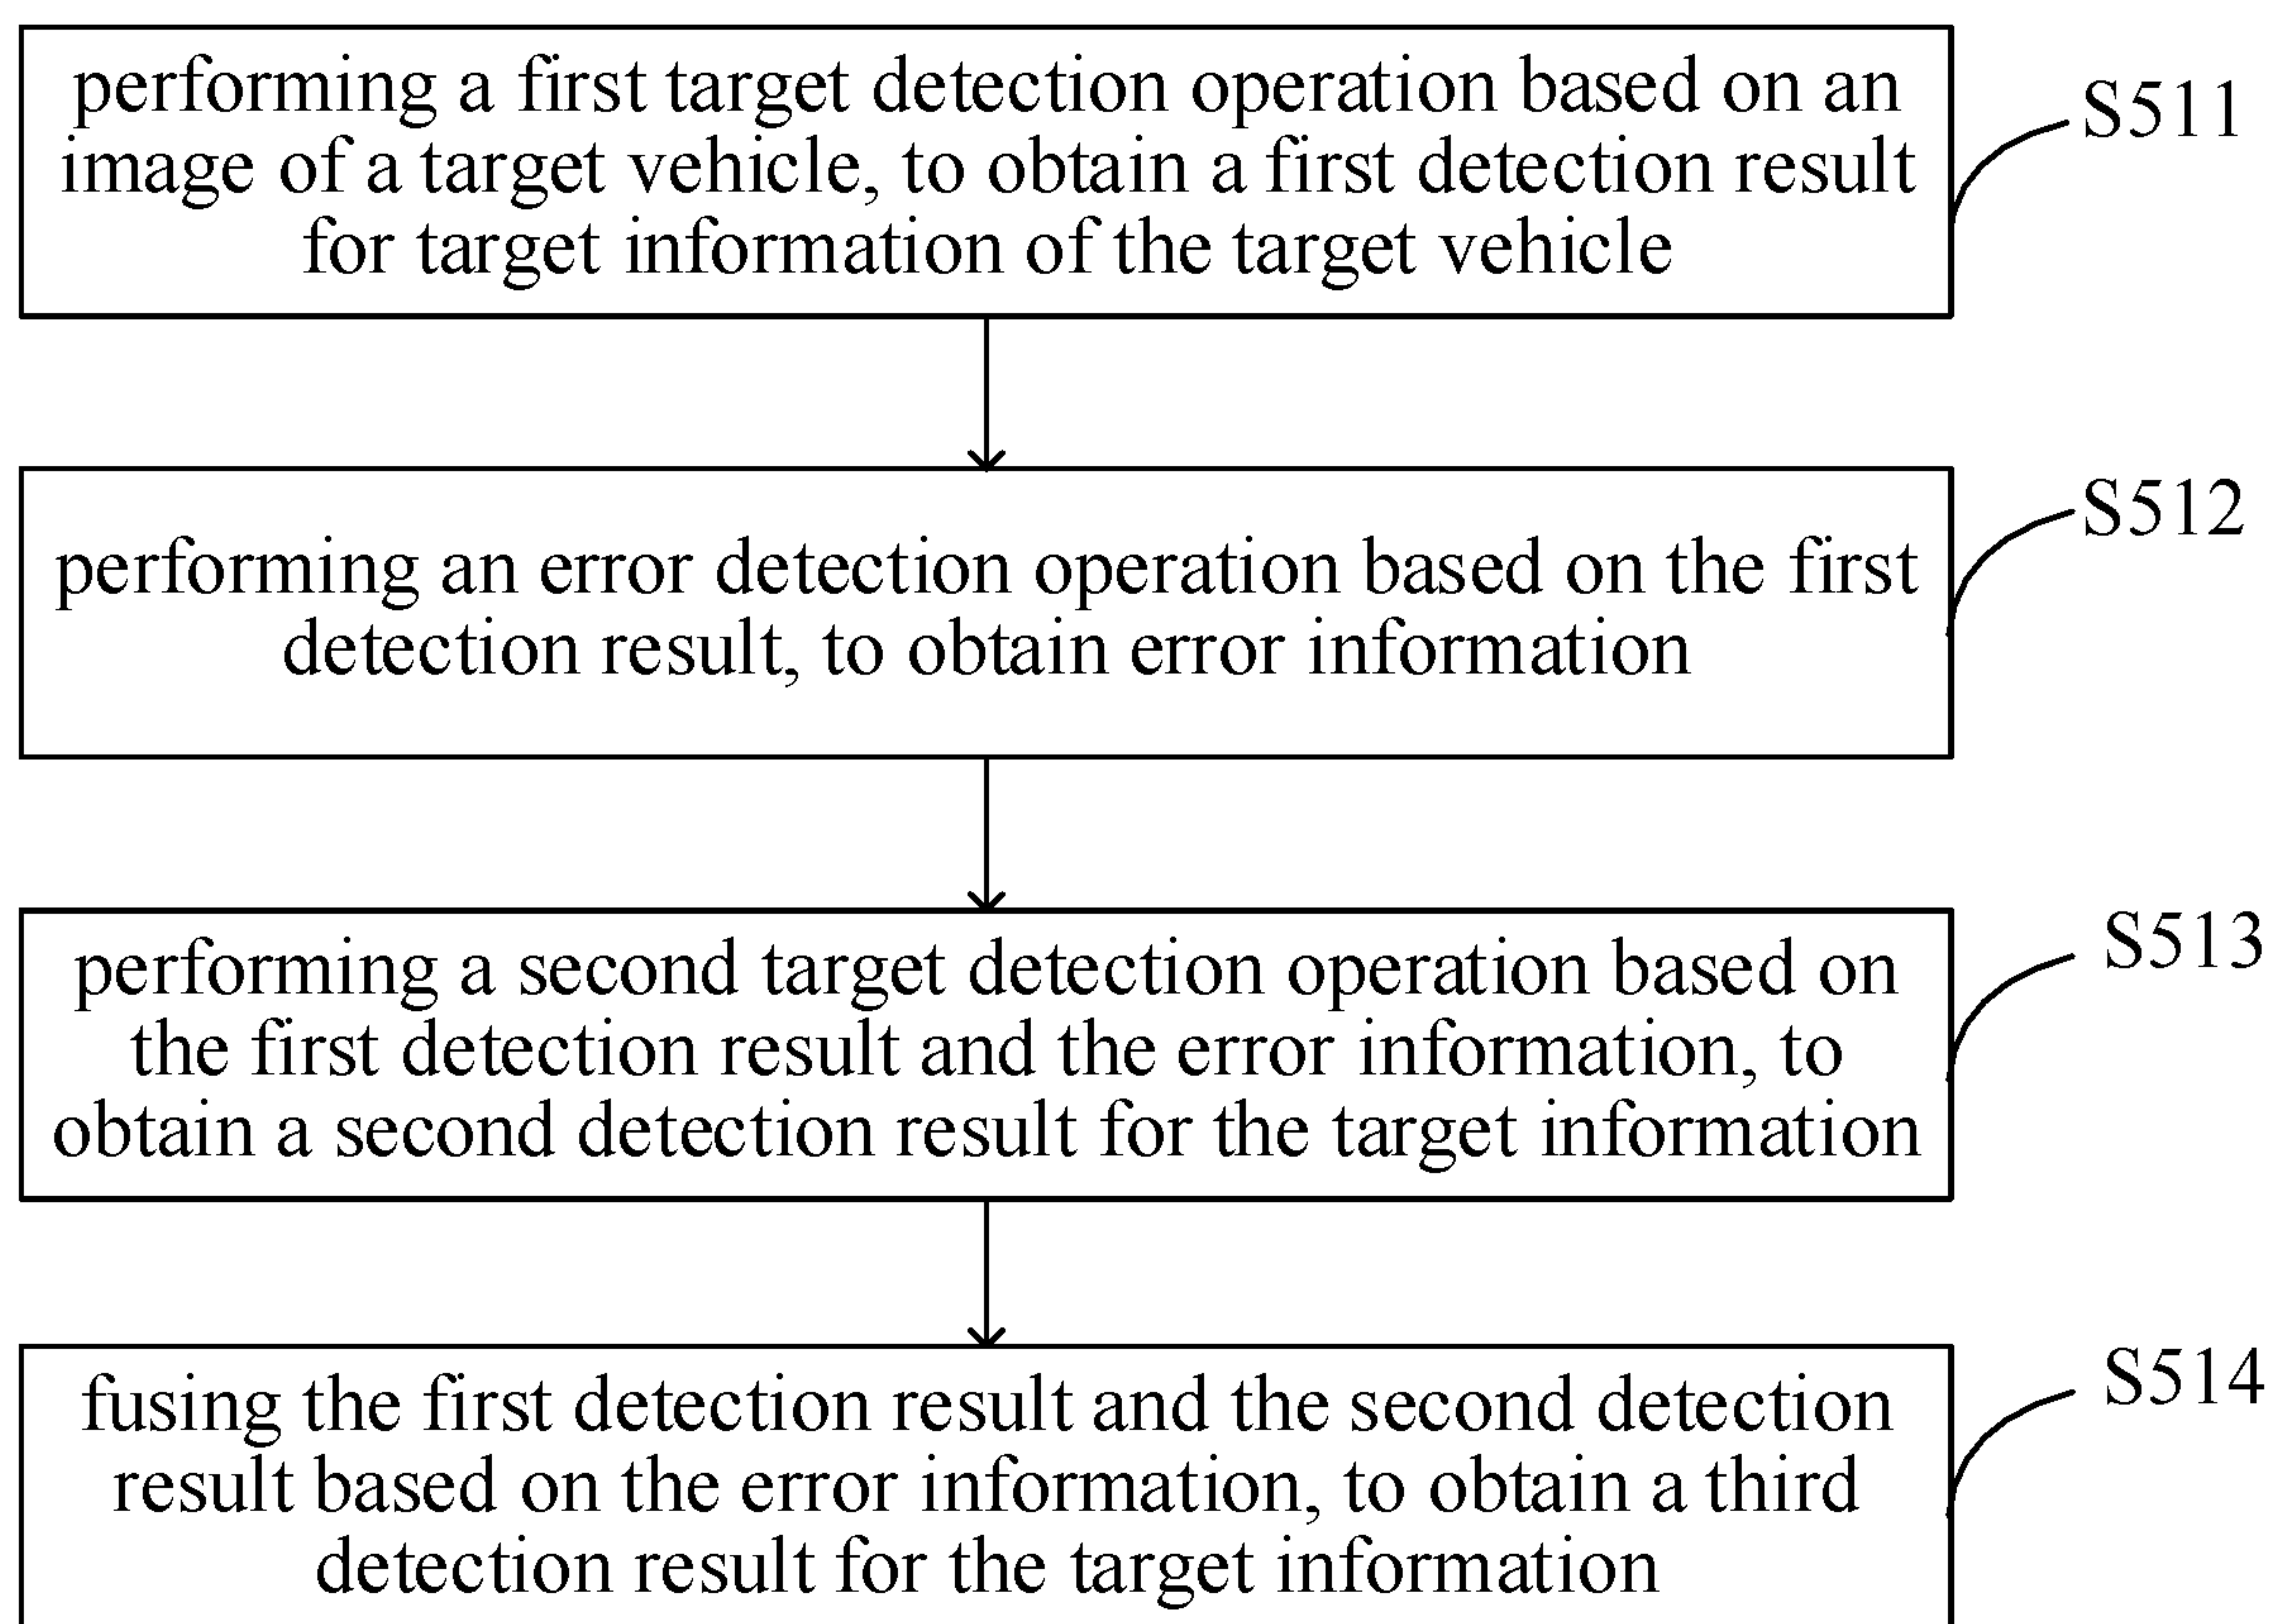 performing a first target detection operation based on an
image of a target vehicle, to obtain a first detection result
for target information of the target vehicle
S511
performing an error detection operation based on the first
detection result, to obtain error information
S512
performing a second target detection operation based on
the first detection result and the error information, to
obtain a second detection result for the target information
S513
fusing the first detection result and the second detection
result based on the error information, to obtain a third
detection result for the target information
S514